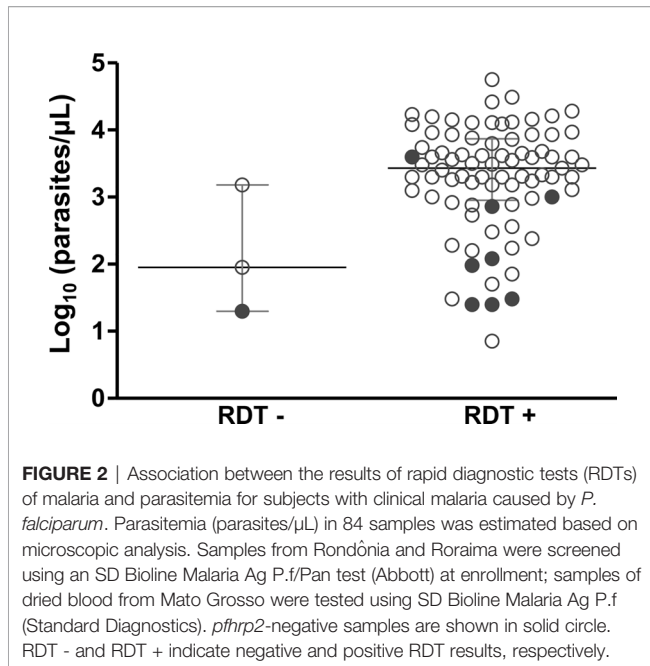 5
4
3
2
1
0
Log10 (parasites/µL)
RDT -
RDT +
FIGURE 2 | Association between the results of rapid diagnostic tests (RDTs)
of malaria and parasitemia for subjects with clinical malaria caused by P.
falciparum. Parasitemia (parasites/µL) in 84 samples was estimated based on
microscopic analysis. Samples from Rondônia and Roraima were screened
using an SD Bioline Malaria Ag P.f/Pan test (Abbott) at enrollment; samples of
dried blood from Mato Grosso were tested using SD Bioline Malaria Ag P.f
(Standard Diagnostics). pfhrp2-negative samples are shown in solid circle.
RDT - and RDT + indicate negative and positive RDT results, respectively.